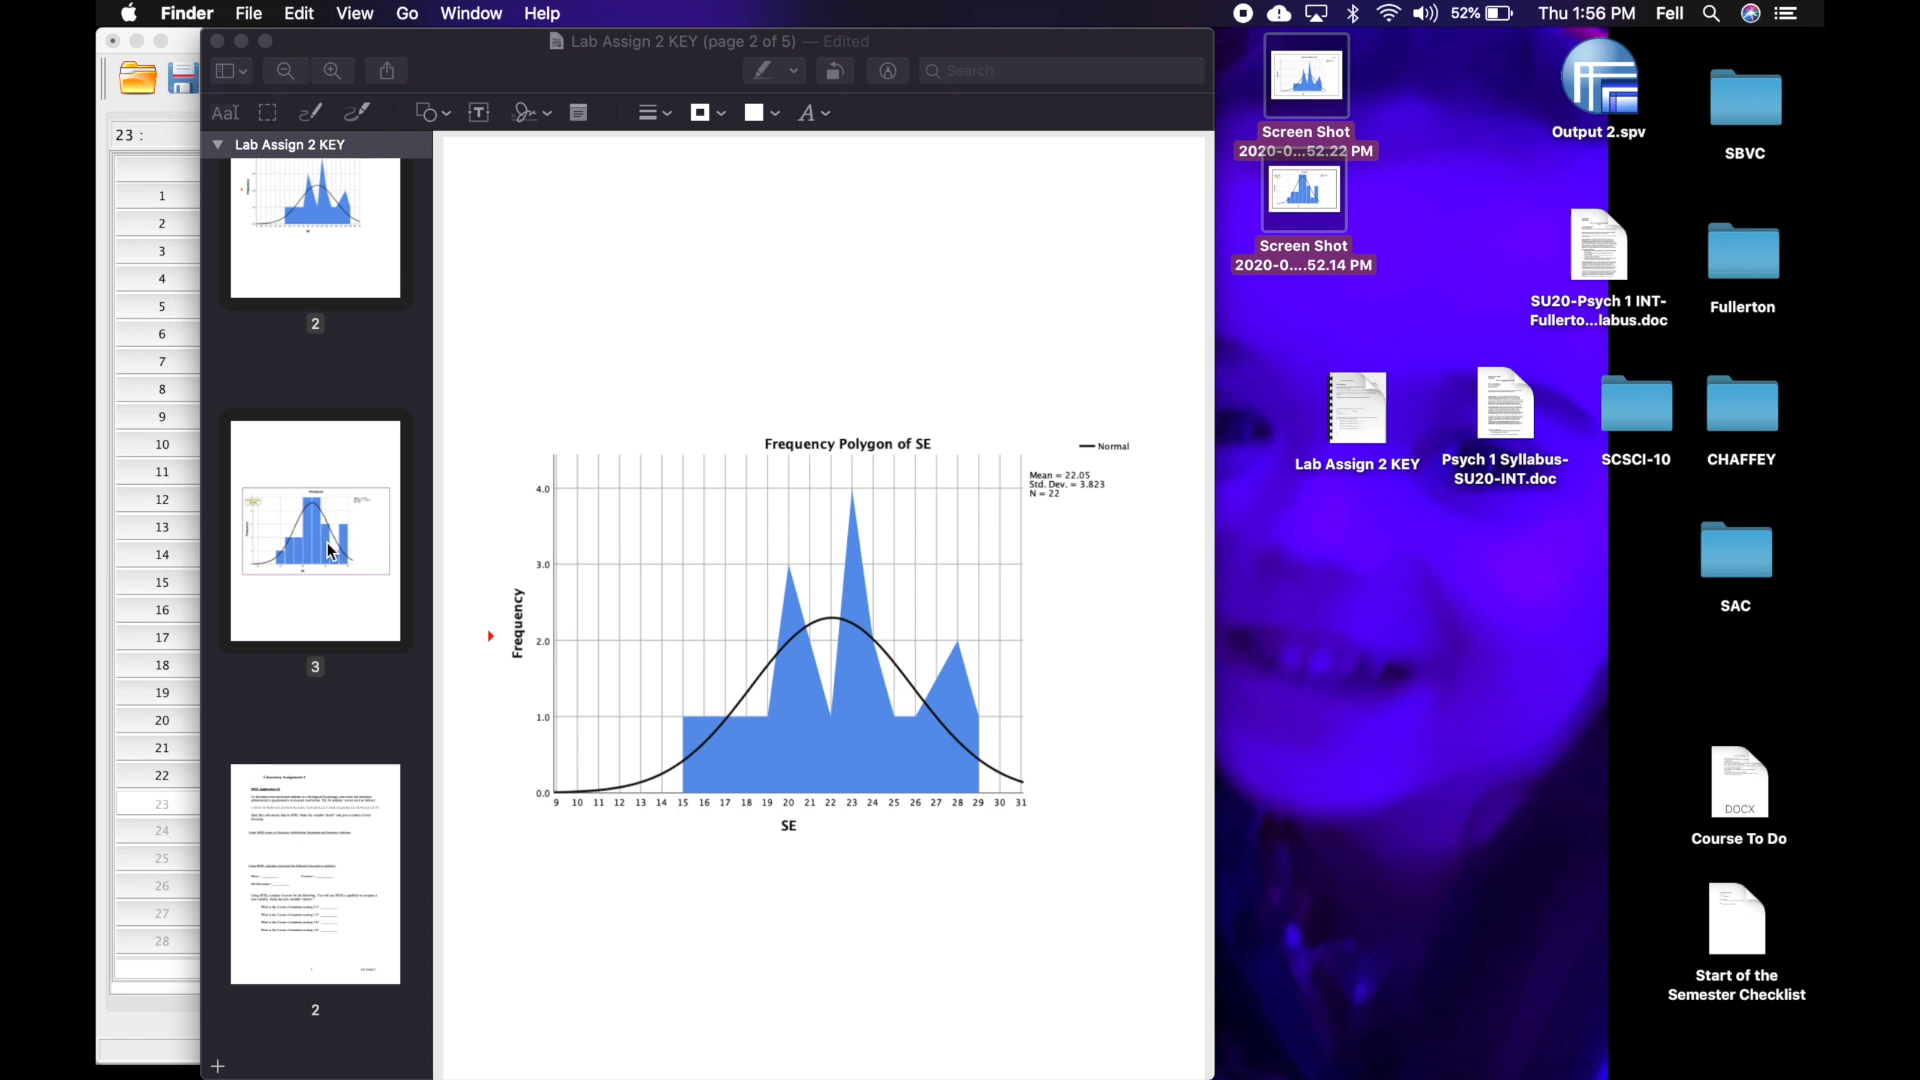 Finder File Edit View Go Window Help
52% Thu 1:56 PM Fell
Lab Assign 2 KEY (page 2 of 5) — Edited
Search
23 :
Lab Assign 2 KEY
1
2
3
4
5
6
7
8
9
10
11
12
13
14
15
16
17
18
19
20
21
22
23
24
25
26
27
28
2
3
2
Frequency Polygon of SE
Normal
Mean = 22.05
Std. Dev. = 3.823
N = 22
Frequency
4.0
3.0
2.0
1.0
0.0
9 10 11 12 13 14 15 16 17 18 19 20 21 22 23 24 25 26 27 28 29 30 31
SE
Screen Shot
2020-0...52.22 PM
Screen Shot
2020-0....52.14 PM
Output 2.spv
SBVC
SU20-Psych 1 INT-
Fullerto...labus.doc
Fullerton
Lab Assign 2 KEY
Psych 1 Syllabus-
SU20-INT.doc
SCSCI-10
CHAFFEY
SAC
DOCX
Course To Do
Start of the
Semester Checklist